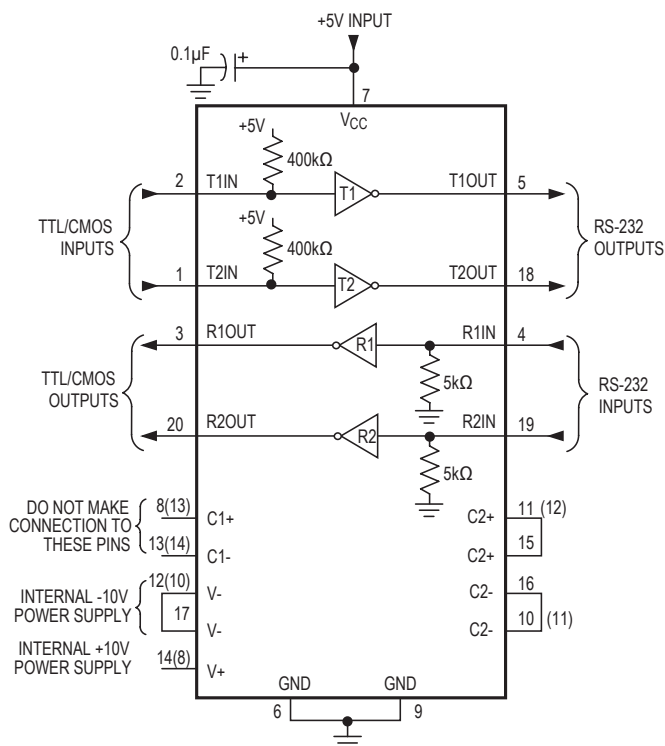 +5V INPUT
0.1µF
+
7
VCC
+5V
400kΩ
2
T1IN
T1
T1OUT
5
+5V
400kΩ
TTL/CMOS
INPUTS
RS-232
OUTPUTS
1
T2IN
T2
T2OUT
18
3
R1OUT
R1
R1IN
4
5kΩ
TTL/CMOS
OUTPUTS
RS-232
INPUTS
20
R2OUT
R2
R2IN
19
5kΩ
DO NOT MAKE
CONNECTION TO
THESE PINS
8(13)
C1+
13(14)
C1-
C2+
11 (12)
C2+
15
INTERNAL -10V
POWER SUPPLY
12(10)
V-
17
V-
C2-
16
C2-
10 (11)
INTERNAL +10V
POWER SUPPLY
14(8)
V+
GND
GND
6
9